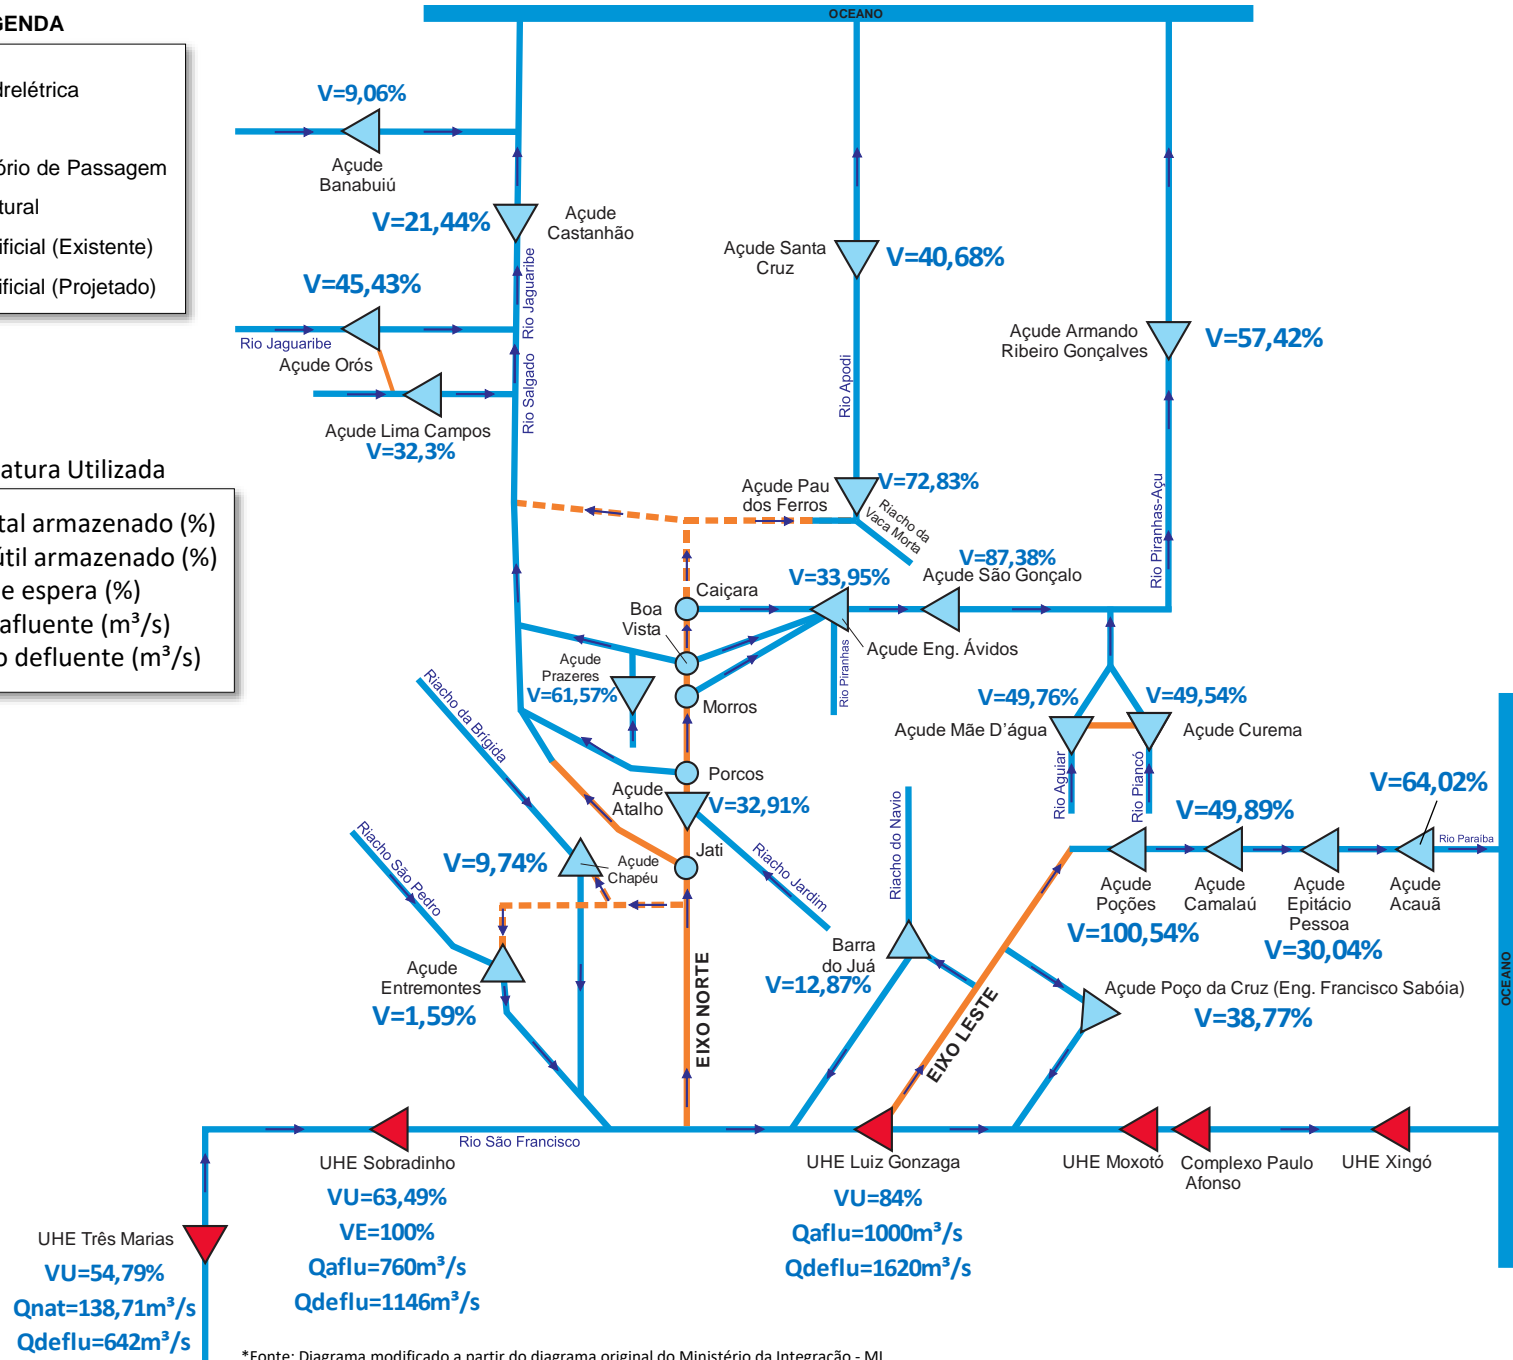 OCEANO
GENDA
drelétrica
ório de Passagem
tural
ificial (Existente)
ificial (Projetado)
V=9,06%
Açude
Banabuiú
V=21,44%
Açude
Castanhão
V=45,43%
Rio Jaguaribe
Açude Orós
Rio Jaguaribe
Rio Salgado
Açude Lima Campos
V=32,3%
Açude Santa
Cruz
V=40,68%
Rio Apodi
Açude Armando
Ribeiro Gonçalves
V=57,42%
Rio Piranhas-Açu
atura Utilizada
tal armazenado (%)
útil armazenado (%)
e espera (%)
afluente (m³/s)
o defluente (m³/s)
Açude Pau
dos Ferros
V=72,83%
Riacho da
Vaca Morta
V=87,38%
Açude São Gonçalo
V=33,95%
Açude Eng. Ávidos
Rio Piranhas
Caiçara
Boa
Vista
Açude
Prazeres
V=61,57%
Morros
Porcos
Açude
Atalho
V=32,91%
Jati
Riacho Jardim
Riacho da Brígida
Riacho São Pedro
V=9,74%
Açude
Chapéu
Açude
Entremontes
V=1,59%
EIXO NORTE
V=49,76%
Açude Mãe D'água
V=49,54%
Açude Curema
Rio Aguiar
Rio Piancó
V=64,02%
V=49,89%
Rio Paraíba
Açude
Poções
V=100,54%
Açude
Camalaú
Açude
Epitácio
Pessoa
V=30,04%
Açude
Acauã
Riacho do Navio
Barra
do Juá
V=12,87%
EIXO LESTE
Açude Poço da Cruz (Eng. Francisco Sabóia)
V=38,77%
OCEANO
Rio São Francisco
UHE Sobradinho
VU=63,49%
VE=100%
Qaflu=760m³/s
Qdeflu=1146m³/s
UHE Luiz Gonzaga
VU=84%
Qaflu=1000m³/s
Qdeflu=1620m³/s
UHE Moxotó
Complexo Paulo
Afonso
UHE Xingó
UHE Três Marias
VU=54,79%
Qnat=138,71m³/s
Qdeflu=642m³/s
*Fonte: Diagrama modificado a partir do diagrama original do Ministério da Integração - MI